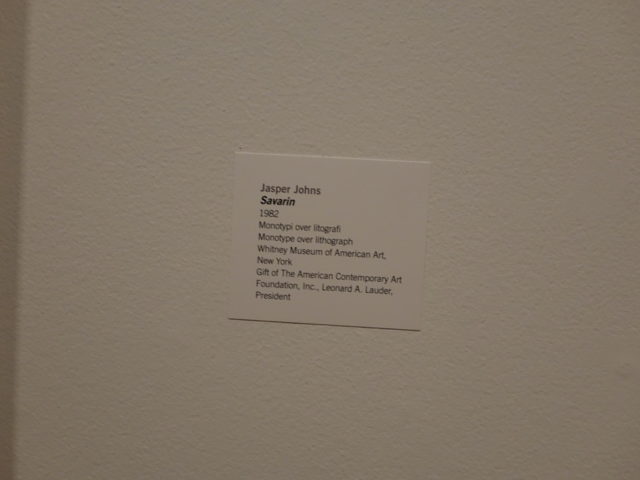 Jasper Johns
Savarin
1982
Monotypi over litografi
Monotype over lithograph
Whitney Museum of American Art,
New York
Gift of The American Contemporary Art
Foundation, Inc., Leonard A. Lauder,
President